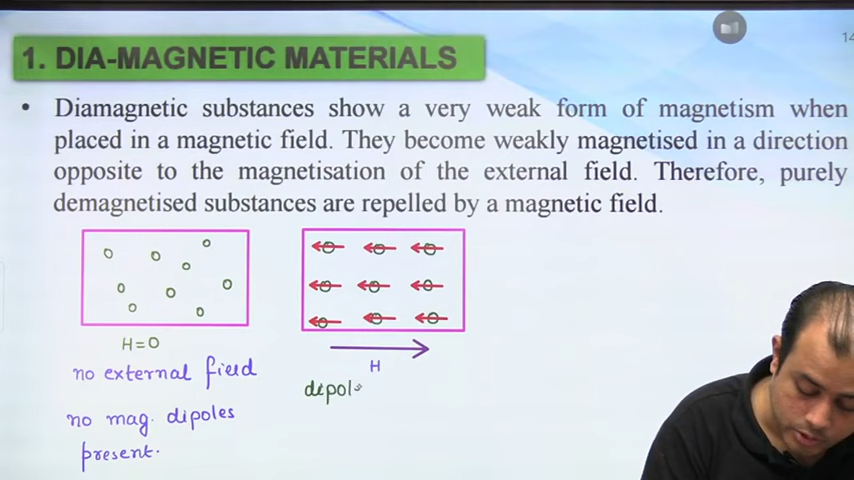 14
1. DIA-MAGNETIC MATERIALS
• Diamagnetic substances show a very weak form of magnetism when
placed in a magnetic field. They become weakly magnetised in a direction
opposite to the magnetisation of the external field. Therefore, purely
demagnetised substances are repelled by a magnetic field.
H=0
no external field
no mag. dipoles
present.
H
dipol